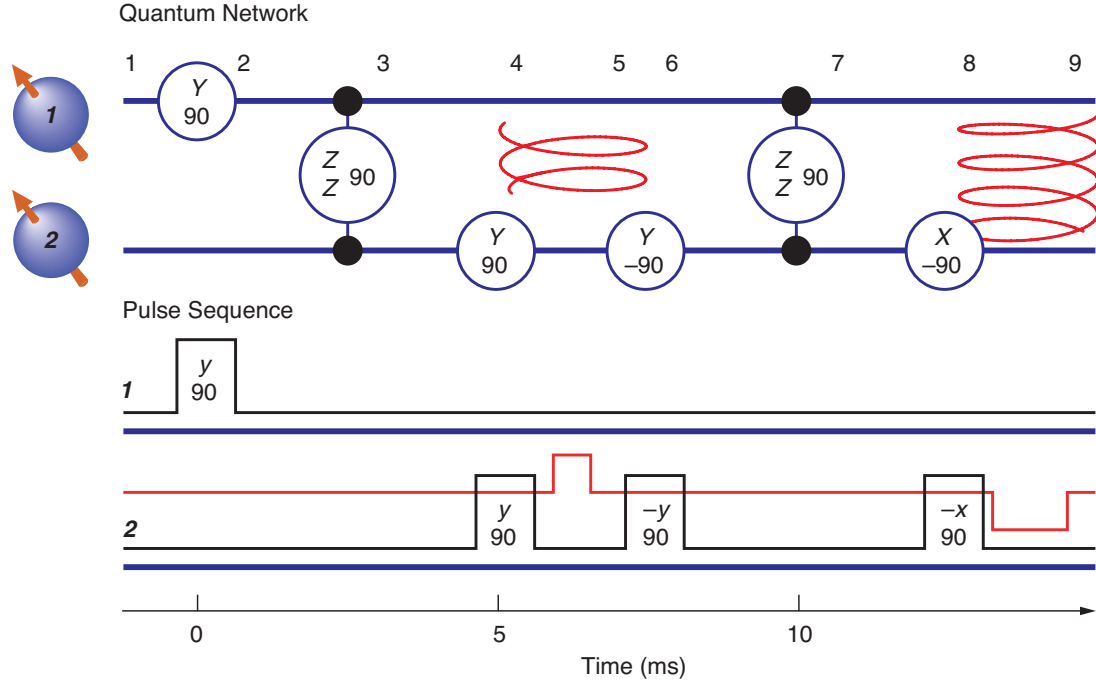 Quantum Network
1 2 3 4 5 6 7 8 9
1
Y
90
Z
Z 90
Z
Z 90
2
Y
90
Y
–90
X
–90
Pulse Sequence
y
90
1
y
90
–y
90
–x
90
2
0 5 10
Time (ms)